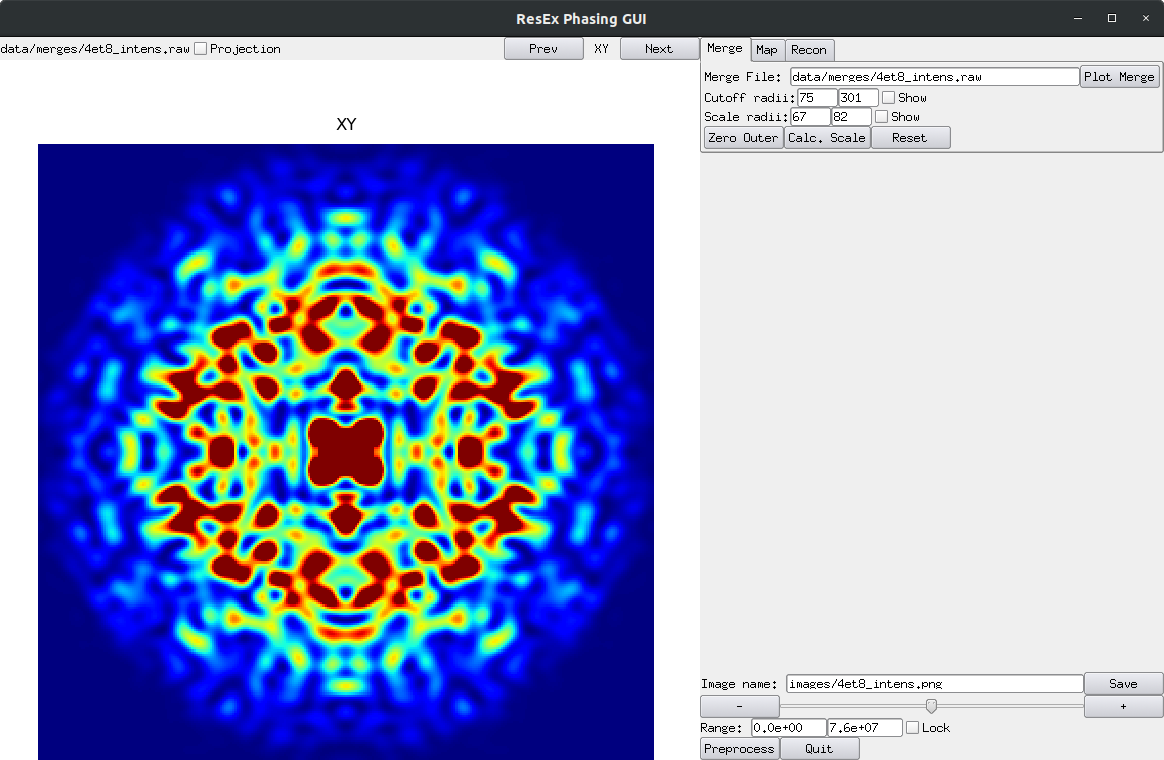 ResEx Phasing GUI
data/merges/4et8_intens.raw Projection Prev XY Next
XY
Merge Map Recon
Merge File: data/merges/4et8_intens.raw Plot Merge
Cutoff radii: 75 301 Show
Scale radii: 67 82 Show
Zero Outer Calc. Scale Reset
Image name: images/4et8_intens.png Save
- +
Range: 0.0e+00 7.6e+07 Lock
Preprocess Quit